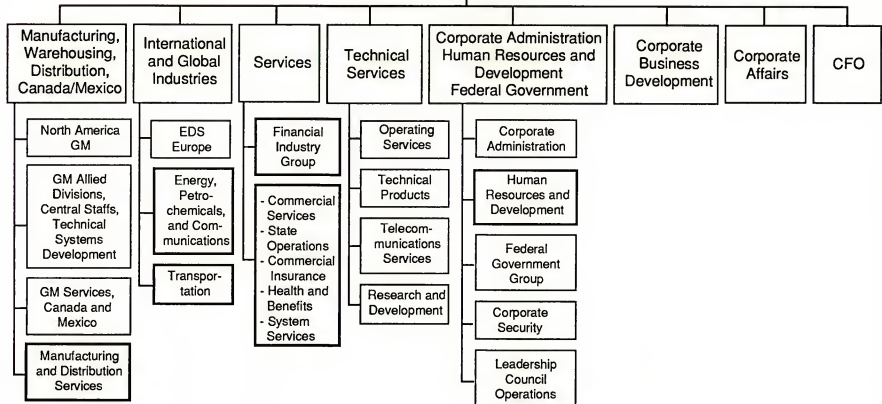 Manufacturing,
Warehousing,
Distribution,
Canada/Mexico
International
and Global
Industries
Services
Technical
Services
Corporate Administration
Human Resources and
Development
Federal Government
Corporate
Business
Development
Corporate
Affairs
CFO
North America
GM
GM Allied
Divisions,
Central Staffs,
Technical
Systems
Development
GM Services,
Canada and
Mexico
Manufacturing
and Distribution
Services
EDS
Europe
Energy,
Petro-
chemicals,
and Com-
munications
Transpor-
tation
Financial
Industry
Group
- Commercial
Services
- State
Operations
- Commercial
Insurance
- Health and
Benefits
- System
Services
Operating
Services
Technical
Products
Telecom-
munications
Services
Research and
Development
Corporate
Administration
Human
Resources and
Development
Federal
Government
Group
Corporate
Security
Leadership
Council
Operations